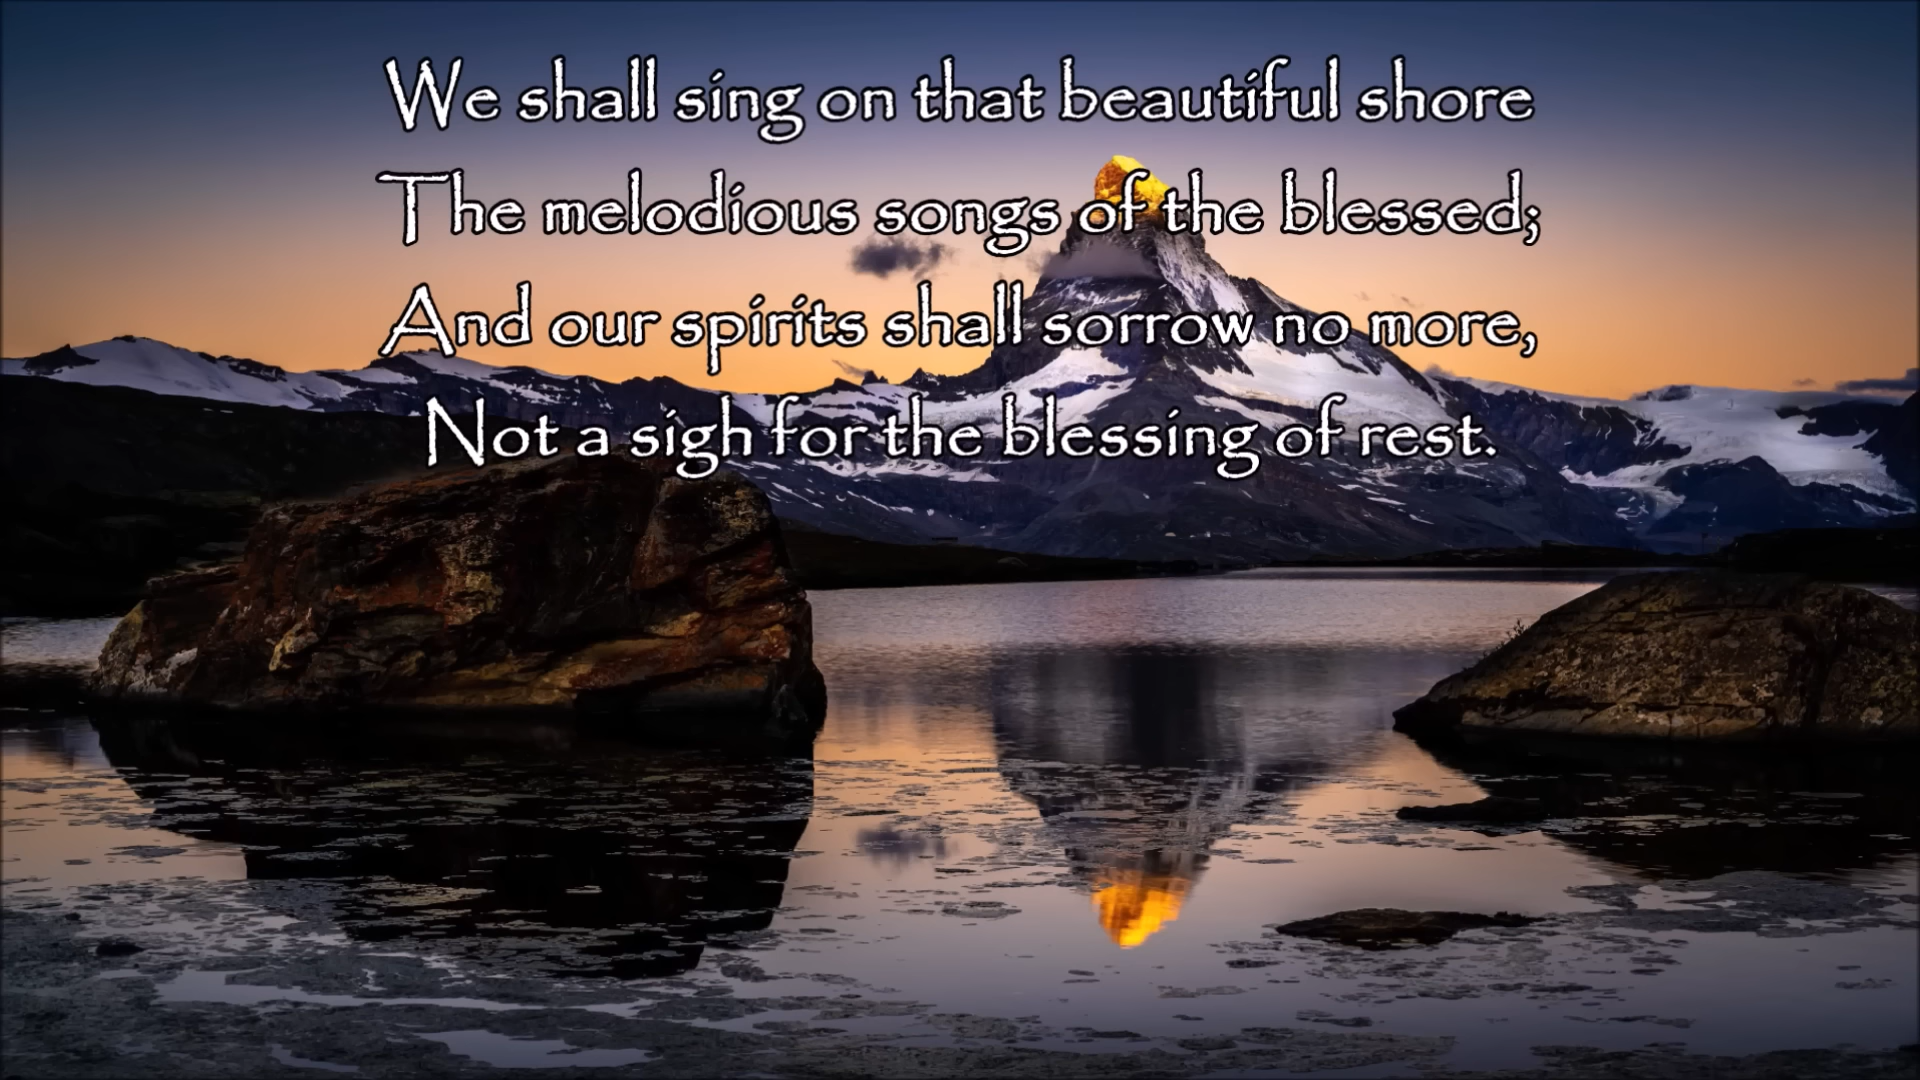 We shall sing on that beautiful shore
The melodious songs of the blessed;
And our spirits shall sorrow no more,
Not a sigh for the blessing of rest.